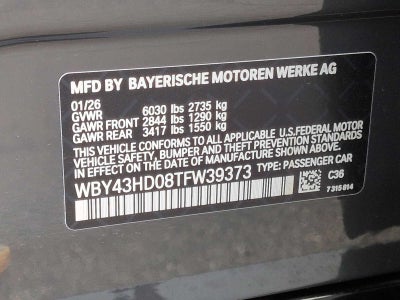 MFD BY BAYERISCHE MOTOREN WERKE AG
01/26
GVWR 6030 lbs 2735 kg
GAWR FRONT 2844 lbs 1290 kg
GAWR REAR 3417 lbs 1550 kg
THIS VEHICLE CONFORMS TO ALL APPLICABLE U.S.FEDERAL MOTOR
VEHICLE SAFETY, BUMPER AND THEFT PREVENTION STANDARDS
IN EFFECT ON THE DATE OF MANUFACTURE SHOWN ABOVE.
WBY43HD08TFW39373 TYPE: PASSENGER CAR
C36
7 315 814